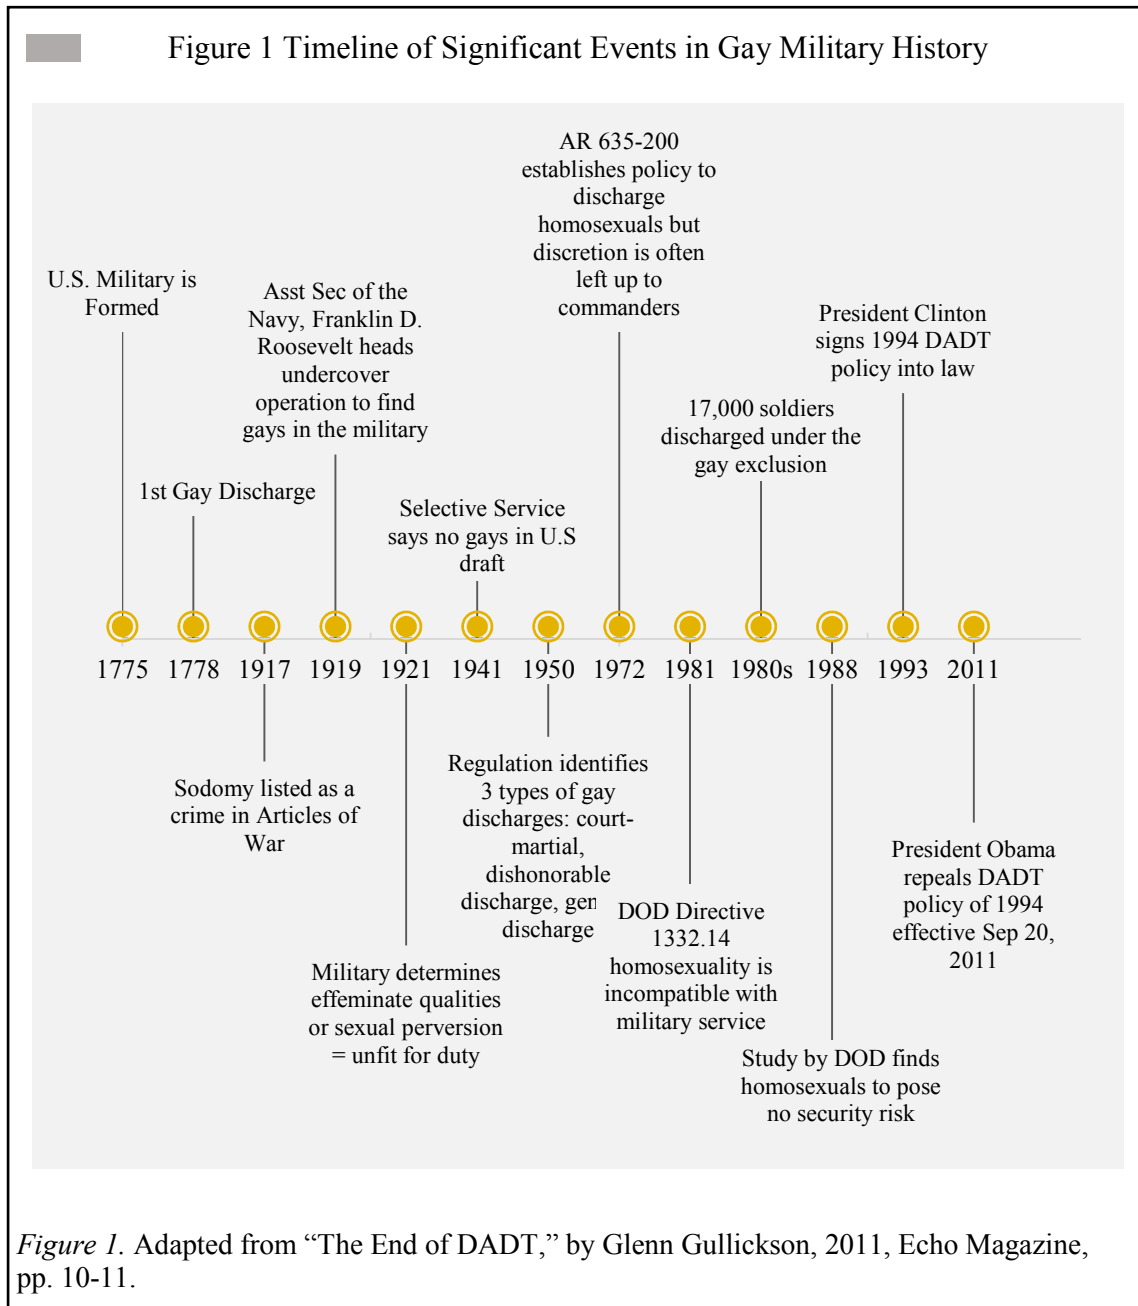 Figure 1 Timeline of Significant Events in Gay Military History
U.S. Military is
Formed
1st Gay Discharge
Asst Sec of the
Navy, Franklin D.
Roosevelt heads
undercover
operation to find
gays in the military
Selective Service
says no gays in U.S
draft
AR 635-200
establishes policy to
discharge
homosexuals but
discretion is often
left up to
commanders
17,000 soldiers
discharged under the
gay exclusion
President Clinton
signs 1994 DADT
policy into law
1775 1778 1917 1919 1921 1941 1950 1972 1981 1980s 1988 1993 2011
Sodomy listed as a
crime in Articles of
War
Military determines
effeminate qualities
or sexual perversion
= unfit for duty
Regulation identifies
3 types of gay
discharges: court-
martial,
dishonorable
discharge, gen
discharge
DOD Directive
1332.14
homosexuality is
incompatible with
military service
Study by DOD finds
homosexuals to pose
no security risk
President Obama
repeals DADT
policy of 1994
effective Sep 20,
2011
Figure 1. Adapted from “The End of DADT,” by Glenn Gullickson, 2011, Echo Magazine,
pp. 10-11.